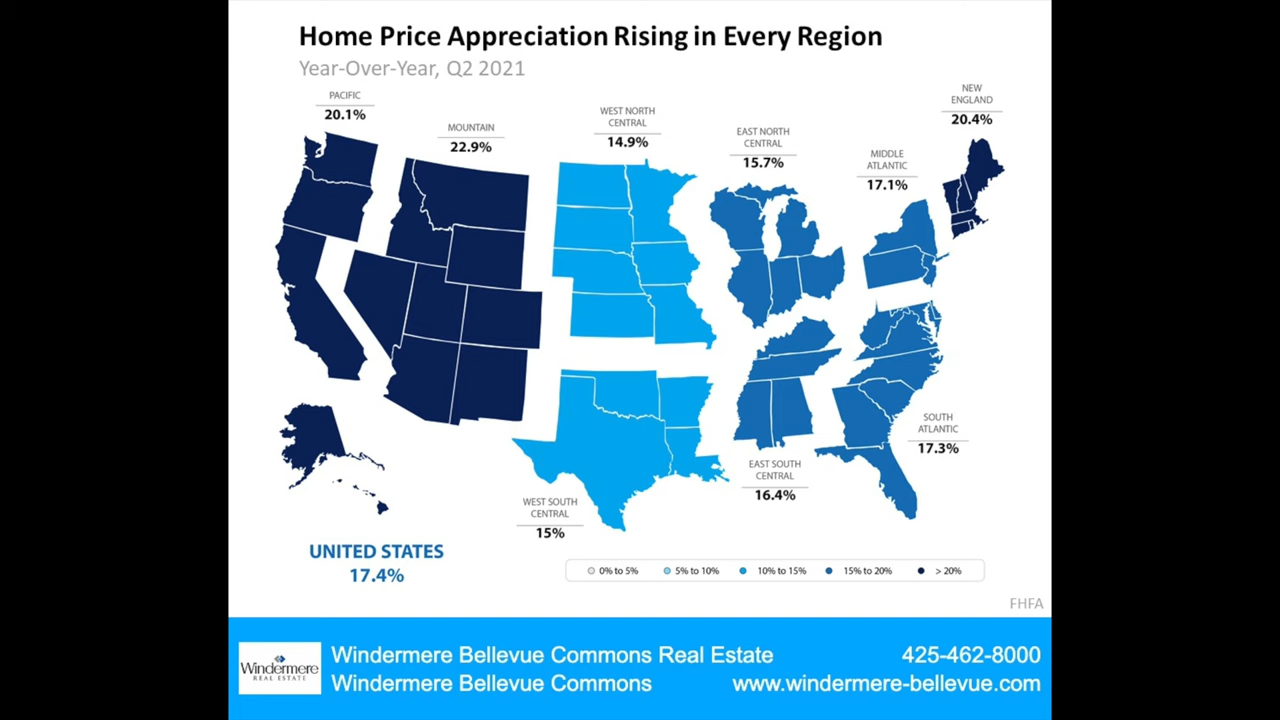 Home Price Appreciation Rising in Every Region
Year-Over-Year, Q2 2021
PACIFIC
20.1%
MOUNTAIN
22.9%
WEST NORTH
CENTRAL
14.9%
EAST NORTH
CENTRAL
15.7%
MIDDLE
ATLANTIC
17.1%
NEW
ENGLAND
20.4%
SOUTH
ATLANTIC
17.3%
EAST SOUTH
CENTRAL
16.4%
WEST SOUTH
CENTRAL
15%
UNITED STATES
17.4%
0% to 5% 5% to 10% 10% to 15% 15% to 20% > 20%
FHFA
Windermere
REAL ESTATE
Windermere Bellevue Commons Real Estate 425-462-8000
Windermere Bellevue Commons www.windermere-bellevue.com